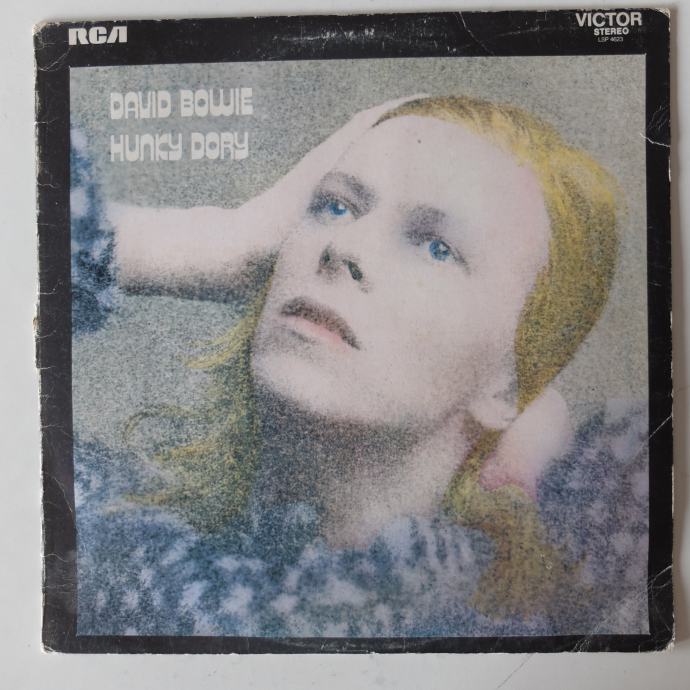 RCA
VICTOR
STEREO
LSP 4623
DAVID BOWIE
HUNKY DORY